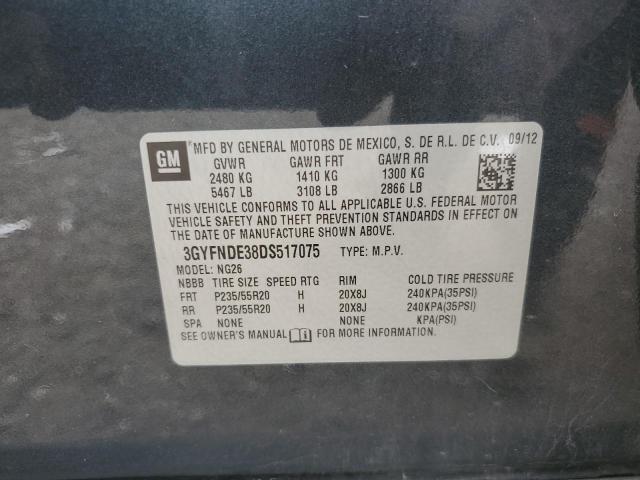 GM
MFD BY GENERAL MOTORS DE MEXICO, S. DE R.L. DE C.V. 09/12
GVWR GAWR FRT GAWR RR
2480 KG 1410 KG 1300 KG
5467 LB 3108 LB 2866 LB
THIS VEHICLE CONFORMS TO ALL APPLICABLE U.S. FEDERAL MOTOR
VEHICLE SAFETY AND THEFT PREVENTION STANDARDS IN EFFECT ON
THE DATE OF MANUFACTURE SHOWN ABOVE.
3GYFNDE38DS517075 TYPE: M.P.V.
MODEL: NG26
NBBB TIRE SIZE SPEED RTG RIM COLD TIRE PRESSURE
FRT P235/55R20 H 20X8J 240KPA(35PSI)
RR P235/55R20 H 20X8J 240KPA(35PSI)
SPA NONE NONE KPA(PSI)
SEE OWNER'S MANUAL FOR MORE INFORMATION.